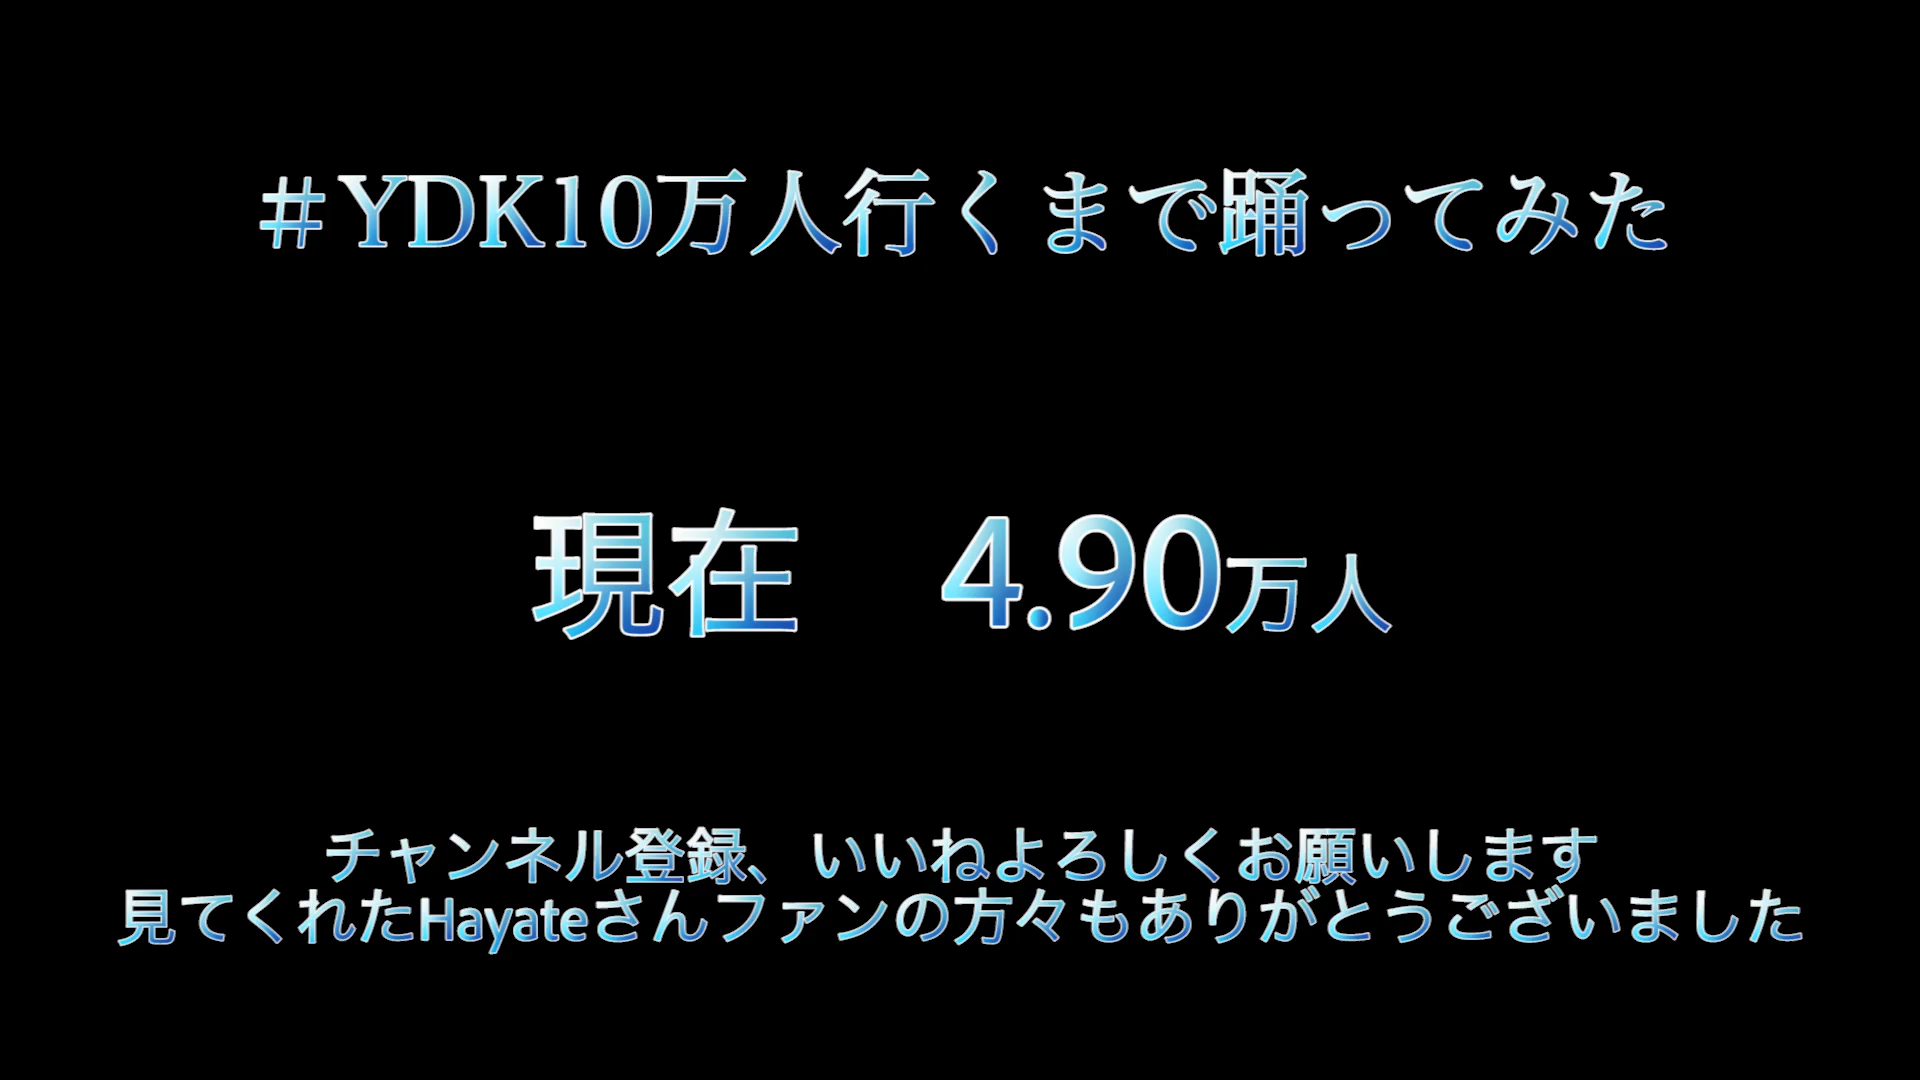 ＃YDK10万人行くまで踊ってみた
現在　4.90万人
チャンネル登録、いいねよろしくお願いします
見てくれたHayateさんファンの方々もありがとうございました